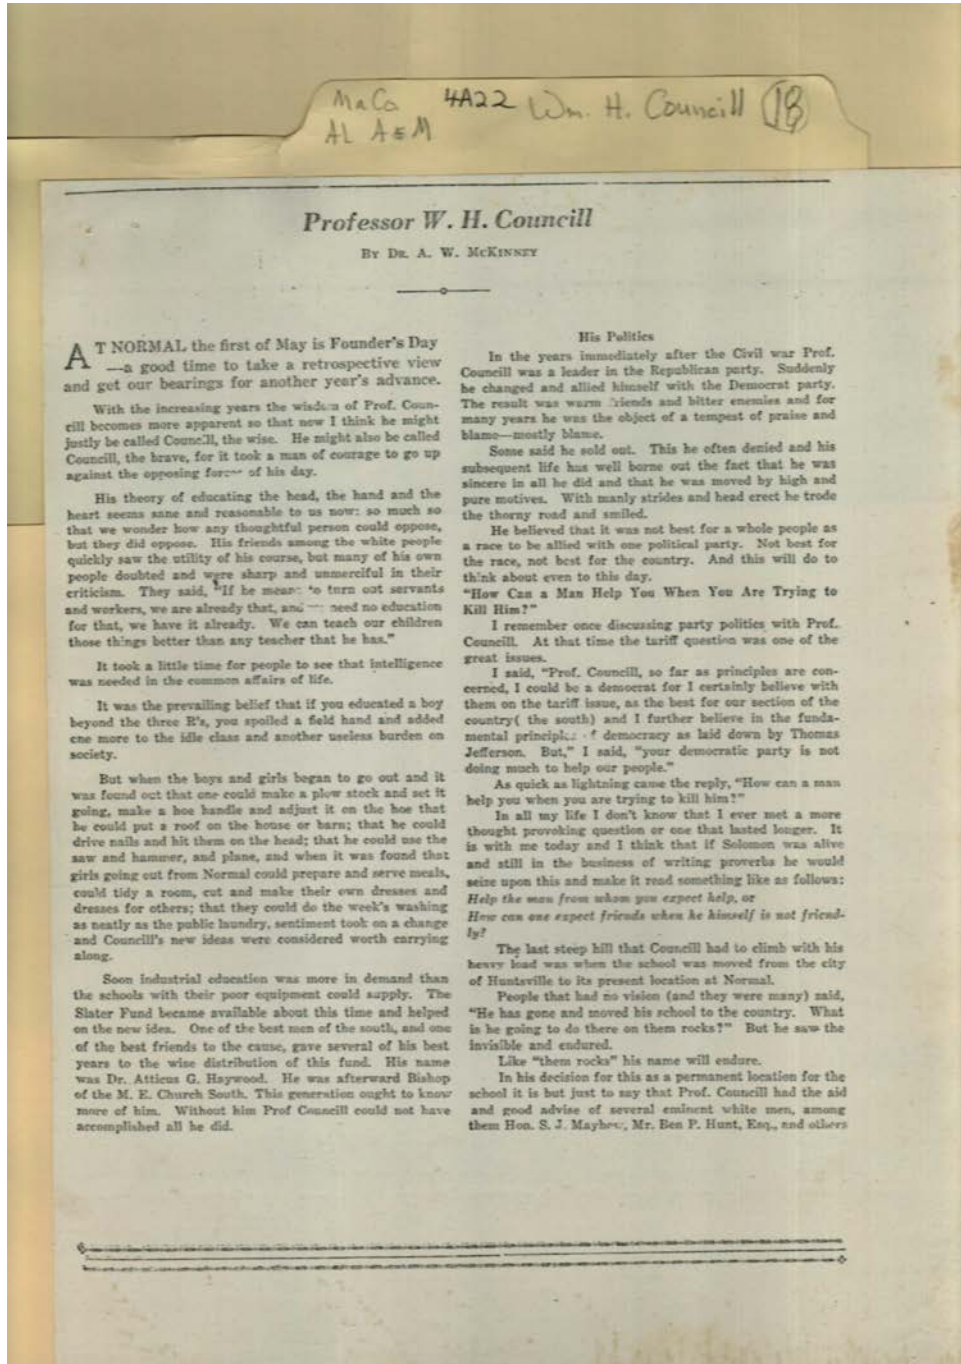 MaCo 4A22 Wm. H. Councill 18
AL A&M
Professor W. H. Councill
BY DR. A. W. MCKINNEY
AT NORMAL the first of May is Founder's Day
—a good time to take a retrospective view
and get our bearings for another year's advance.
With the increasing years the wisdom of Prof. Coun-
cill becomes more apparent so that now I think he might
justly be called Councill, the wise. He might also be called
Councill, the brave, for it took a man of courage to go up
against the opposing of his day.
His theory of educating the head, the hand and the
heart seems sane and reasonable to us now: so much so
that we wonder how any thoughtful person could oppose,
but they did oppose. His friends among the white people
quickly saw the utility of his course, but many of his own
people doubted and were sharp and unmerciful in their
criticism. They said, "If he means to turn out servants
and workers, we are already that, and need no education
for that, we have it already. We can teach our children
those things better than any teacher that he has."
It took a little time for people to see that intelligence
was needed in the common affairs of life.
It was the prevailing belief that if you educated a boy
beyond the three R's, you spoiled a field hand and added
one more to the idle class and another useless burden on
society.
But when the boys and girls began to go out and it
was found out that one could make a plow stock and set it
going, make a hoe handle and adjust it on the hoe that
he could put a roof on the house or barn; that he could
drive nails and hit them on the head; that he could use the
saw and hammer, and plane, and when it was found that
girls going out from Normal could prepare and serve meals,
could tidy a room, cut and make their own dresses and
dresses for others; that they could do the week's washing
as neatly as the public laundry, sentiment took on a change
and Councill's new ideas were considered worth carrying
along.
Soon industrial education was more in demand than
the schools with their poor equipment could supply. The
Slater Fund became available about this time and helped
on the new idea. One of the best men of the south, and one
of the best friends to the cause, gave several of his best
years to the wise distribution of this fund. His name
was Dr. Atticus G. Haywood. He was afterward Bishop
of the M. E. Church South. This generation ought to know
more of him. Without him Prof Councill could not have
accomplished all he did.
His Politics
In the years immediately after the Civil war Prof.
Councill was a leader in the Republican party. Suddenly
he changed and allied himself with the Democrat party.
The result was warm friends and bitter enemies and for
many years he was the object of a tempest of praise and
blame—mostly blame.
Some said he sold out. This he often denied and his
subsequent life has well borne out the fact that he was
sincere in all he did and that he was moved by high and
pure motives. With manly strides and head erect he trode
the thorny road and smiled.
He believed that it was not best for a whole people as
a race to be allied with one political party. Not best for
the race, not best for the country. And this will do to
think about even to this day.
"How Can a Man Help You When You Are Trying to
Kill Him?"
I remember once discussing party politics with Prof.
Councill. At that time the tariff question was one of the
great issues.
I said, "Prof. Councill, so far as principles are con-
cerned, I could be a democrat for I certainly believe with
them on the tariff issue, as the best for our section of the
country( the south) and I further believe in the funda-
mental principles of democracy as laid down by Thomas
Jefferson. But," I said, "your democratic party is not
doing much to help our people."
As quick as lightning came the reply, "How can a man
help you when you are trying to kill him?"
In all my life I don't know that I ever met a more
thought provoking question or one that lasted longer. It
is with me today and I think that if Solomon was alive
and still in the business of writing proverbs he would
seize upon this and make it read something like as follows:
Help the man from whom you expect help, or
How can one expect friends when he himself is not friend-
ly?
The last steep hill that Councill had to climb with his
heavy load was when the school was moved from the city
of Huntsville to its present location at Normal.
People that had no vision (and they were many) said,
"He has gone and moved his school to the country. What
is he going to do there on them rocks?" But he saw the
invisible and endured.
Like "them rocks" his name will endure.
In his decision for this as a permanent location for the
school it is but just to say that Prof. Councill had the aid
and good advise of several eminent white men, among
them Hon. S. J. Mayhew, Mr. Ben P. Hunt, Esq., and others